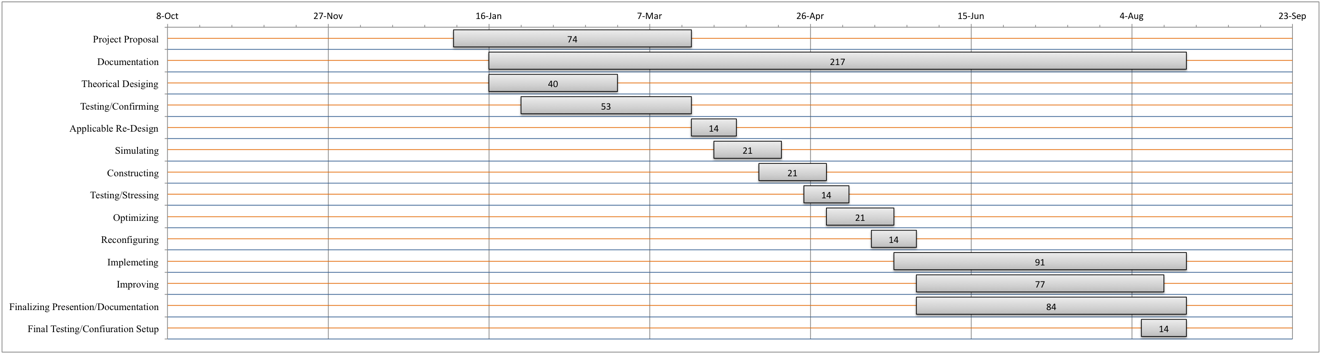 8-Oct 27-Nov 16-Jan 7-Mar 26-Apr 15-Jun 4-Aug 23-Sep
Project Proposal 74
Documentation 217
Theorical Desiging 40
Testing/Confirming 53
Applicable Re-Design 14
Simulating 21
Constructing 21
Testing/Stressing 14
Optimizing 21
Reconfiguring 14
Implemeting 91
Improving 77
Finalizing Presention/Documentation 84
Final Testing/Confiuration Setup 14